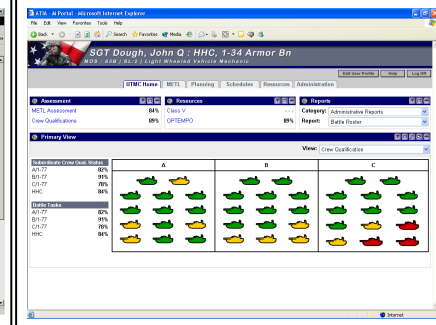 ATIA - M Portal - Microsoft Internet Explorer
File Edit View Favorites Tools Help
Back Search Favorites Media
SGT Dough, John Q : HHC, 1-34 Armor Bn
MOS : 63B | SL:2 | Light Wheeled Vehicle Mechanic
Edit User Profile Help Log Off
UTMC Home METL Planning Schedules Resources Administration
Assessment
METL Assessment 84%
Crew Qualifications 89%
Resources
Class V ---
OPTEMPO 89%
Reports
Category: Administrative Reports
Report: Battle Roster
Primary View
View: Crew Qualification
Subordinate Crew Qual. Status
A/1-77 82%
B/1-77 91%
C/1-77 78%
HHC 84%
Battle Tasks
A/1-77 82%
B/1-77 91%
C/1-77 78%
HHC 84%
A B C
Internet